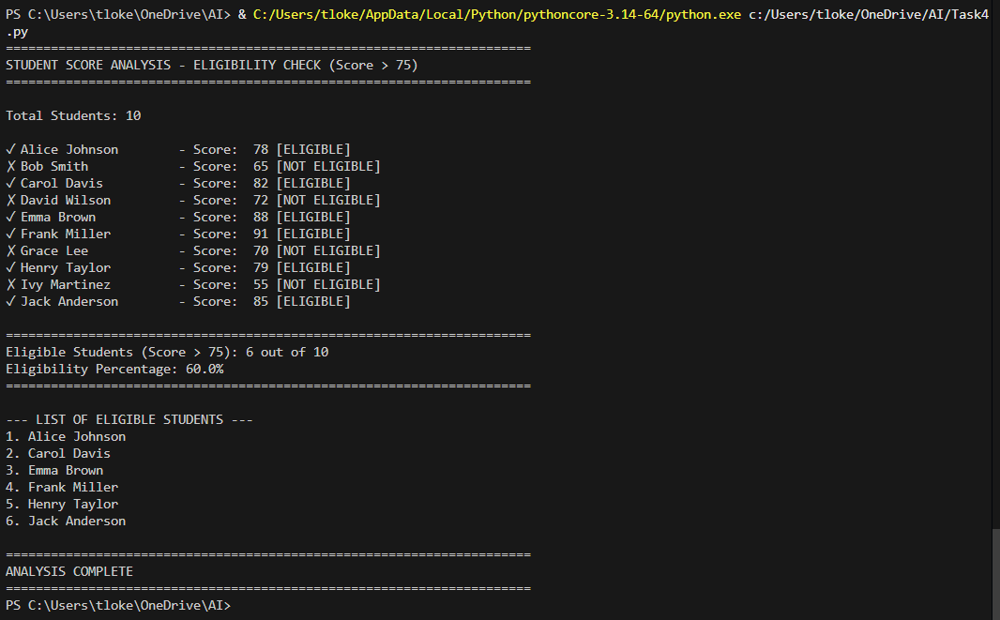 PS C:\Users\tloke\OneDrive\AI> & C:/Users/tloke/AppData/Local/Python/pythoncore-3.14-64/python.exe c:/Users/tloke/OneDrive/AI/Task4
.py
======================================================================
STUDENT SCORE ANALYSIS - ELIGIBILITY CHECK (Score > 75)
======================================================================

Total Students: 10

✓ Alice Johnson        - Score:  78 [ELIGIBLE]
✗ Bob Smith            - Score:  65 [NOT ELIGIBLE]
✓ Carol Davis          - Score:  82 [ELIGIBLE]
✗ David Wilson         - Score:  72 [NOT ELIGIBLE]
✓ Emma Brown           - Score:  88 [ELIGIBLE]
✓ Frank Miller         - Score:  91 [ELIGIBLE]
✗ Grace Lee            - Score:  70 [NOT ELIGIBLE]
✓ Henry Taylor         - Score:  79 [ELIGIBLE]
✗ Ivy Martinez         - Score:  55 [NOT ELIGIBLE]
✓ Jack Anderson        - Score:  85 [ELIGIBLE]

======================================================================
Eligible Students (Score > 75): 6 out of 10
Eligibility Percentage: 60.0%
======================================================================

--- LIST OF ELIGIBLE STUDENTS ---
1. Alice Johnson
2. Carol Davis
3. Emma Brown
4. Frank Miller
5. Henry Taylor
6. Jack Anderson

======================================================================
ANALYSIS COMPLETE
======================================================================
PS C:\Users\tloke\OneDrive\AI>